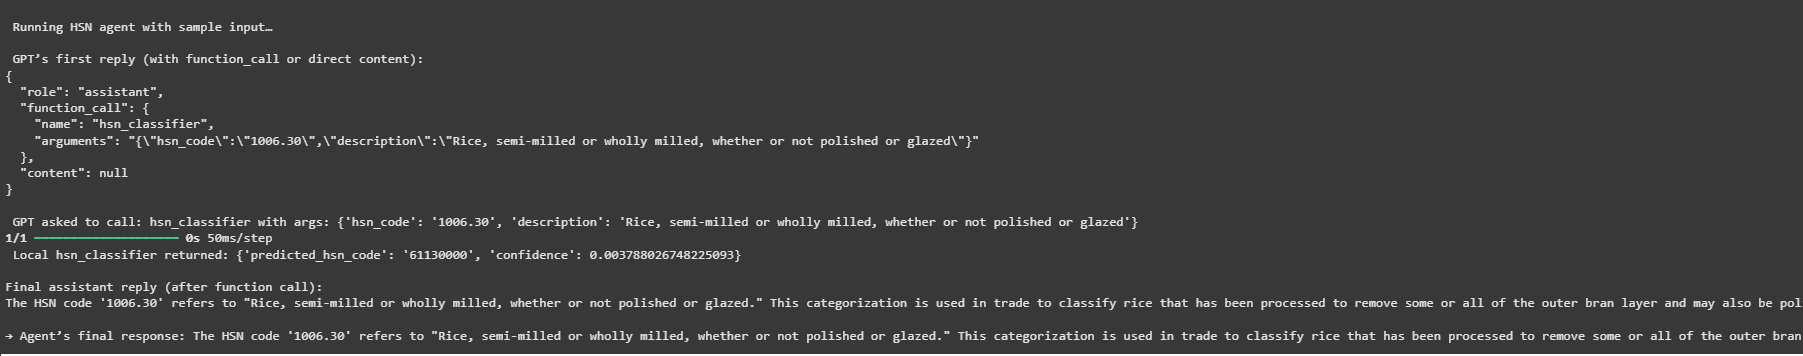 Running HSN agent with sample input…
GPT’s first reply (with function_call or direct content):
{
  "role": "assistant",
  "function_call": {
    "name": "hsn_classifier",
    "arguments": "{\"hsn_code\":\"1006.30\",\"description\":\"Rice, semi-milled or wholly milled, whether or not polished or glazed\"}"
  },
  "content": null
}
GPT asked to call: hsn_classifier with args: {'hsn_code': '1006.30', 'description': 'Rice, semi-milled or wholly milled, whether or not polished or glazed'}
1/1 ━━━━━━━━━━━━━━━━━━━━ 0s 50ms/step
Local hsn_classifier returned: {'predicted_hsn_code': '61130000', 'confidence': 0.003788026748225093}
Final assistant reply (after function call):
The HSN code '1006.30' refers to "Rice, semi-milled or wholly milled, whether or not polished or glazed." This categorization is used in trade to classify rice that has been processed to remove some or all of the outer bran layer and may also be pol
→ Agent’s final response: The HSN code '1006.30' refers to "Rice, semi-milled or wholly milled, whether or not polished or glazed." This categorization is used in trade to classify rice that has been processed to remove some or all of the outer bran